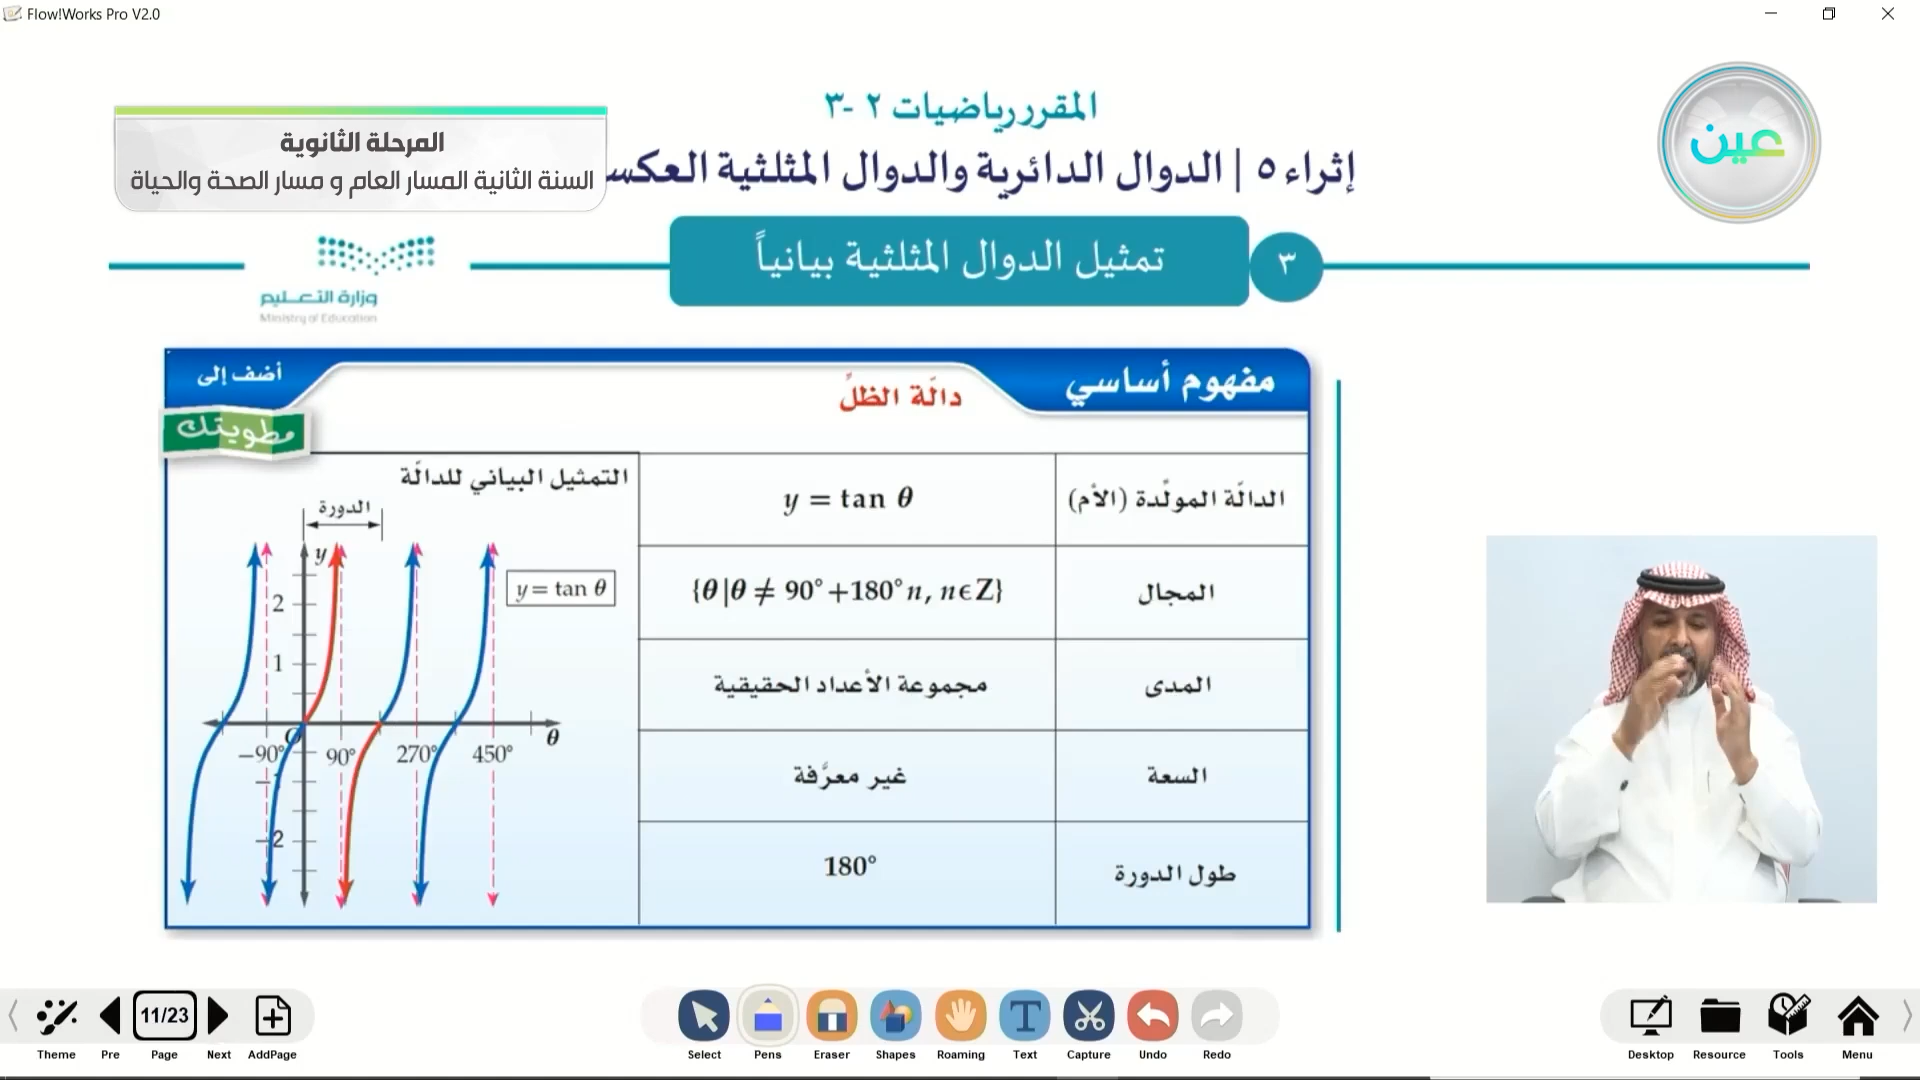 Flow!Works Pro V2.0
المقرر رياضيات ٢ -٣
عين
المرحلة الثانوية
السنة الثانية المسار العام و مسار الصحة والحياة
إثراء ٥ | الدوال الدائرية والدوال المثلثية العكس
٣
تمثيل الدوال المثلثية بيانياً
وزارة التعليم
Ministry of Education
مفهوم أساسي
دالّة الظلّ
أضف إلى
مطويتك
الدالّة المولّدة (الأم)
y = tan θ
المجال
{θ|θ ≠ 90° +180° n, n∈Z}
المدى
مجموعة الأعداد الحقيقية
السعة
غير معرَّفة
طول الدورة
180°
التمثيل البياني للدالّة
الدورة
y
y = tan θ
2
1
O
θ
−90°
90°
270°
450°
−1
−2
11/23
Theme
Pre
Page
Next
AddPage
Select
Pens
Eraser
Shapes
Roaming
Text
Capture
Undo
Redo
Desktop
Resource
Tools
Menu